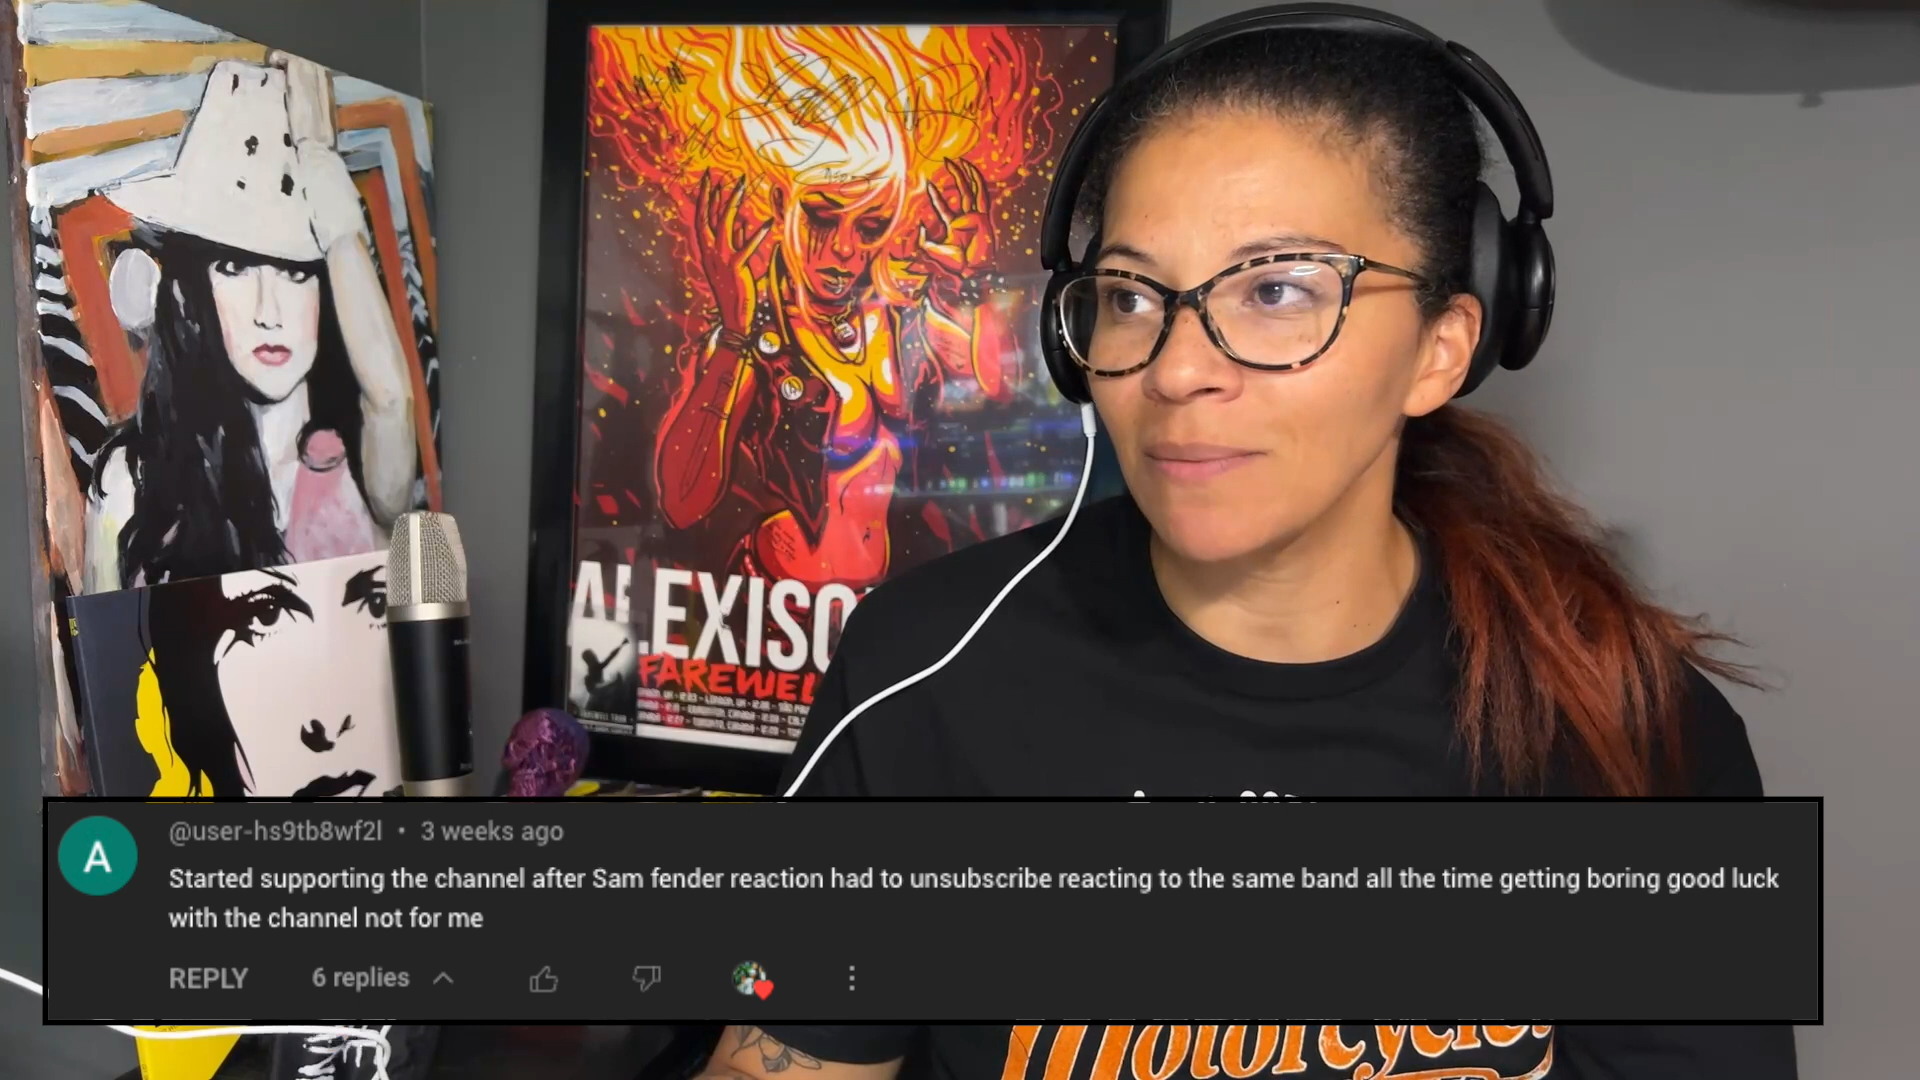 ALEXISO
FAREWEL
@user-hs9tb8wf2l • 3 weeks ago
A
Started supporting the channel after Sam fender reaction had to unsubscribe reacting to the same band all the time getting boring good luck
with the channel not for me
REPLY 6 replies
Motorcycle